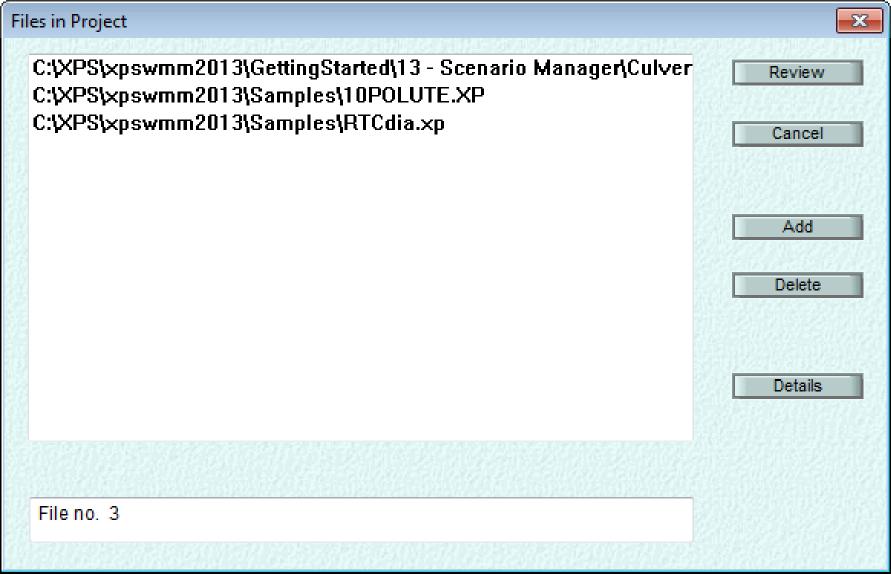 Files in Project
C:\XPS\xpswmm2013\GettingStarted\13 - Scenario Manager\Culver
C:\XPS\xpswmm2013\Samples\10POLUTE.XP
C:\XPS\xpswmm2013\Samples\RTCdia.xp
Review
Cancel
Add
Delete
Details
File no. 3